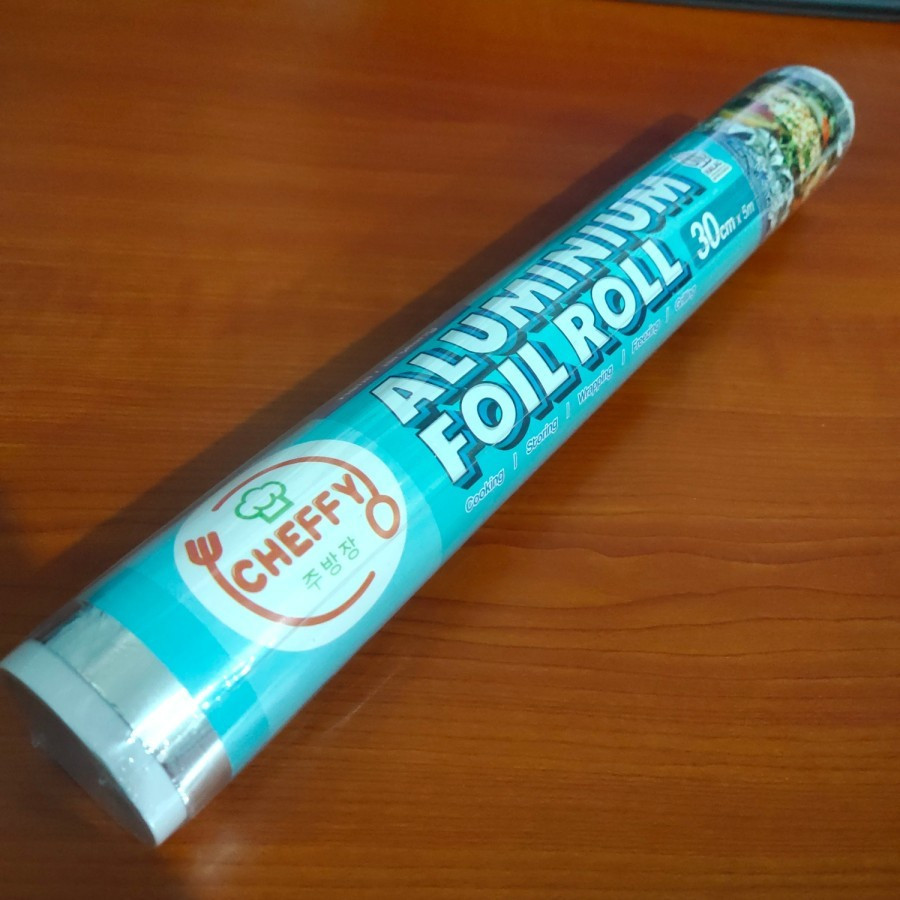 ALUMINIUM
FOIL ROLL
30cm x 5m
Cooking | Storing | Wrapping | Freezing | Grilling
CHEFFY
주방장